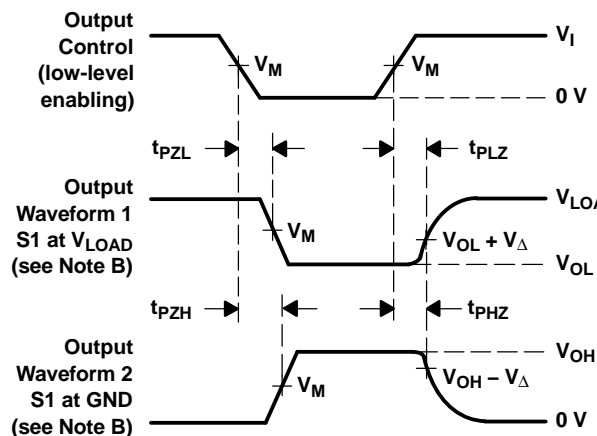 Output
Control
(low-level
enabling)
V_M
V_M
V_I
0 V
t_PZL
t_PLZ
Output
Waveform 1
S1 at V_LOAD
(see Note B)
V_M
V_LOA
V_OL + V_Δ
V_OL
t_PZH
t_PHZ
Output
Waveform 2
S1 at GND
(see Note B)
V_M
V_OH
V_OH – V_Δ
0 V